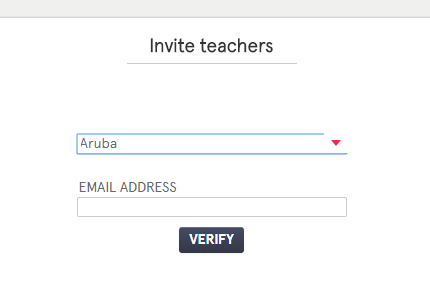 Invite teachers
Aruba
EMAIL ADDRESS
VERIFY